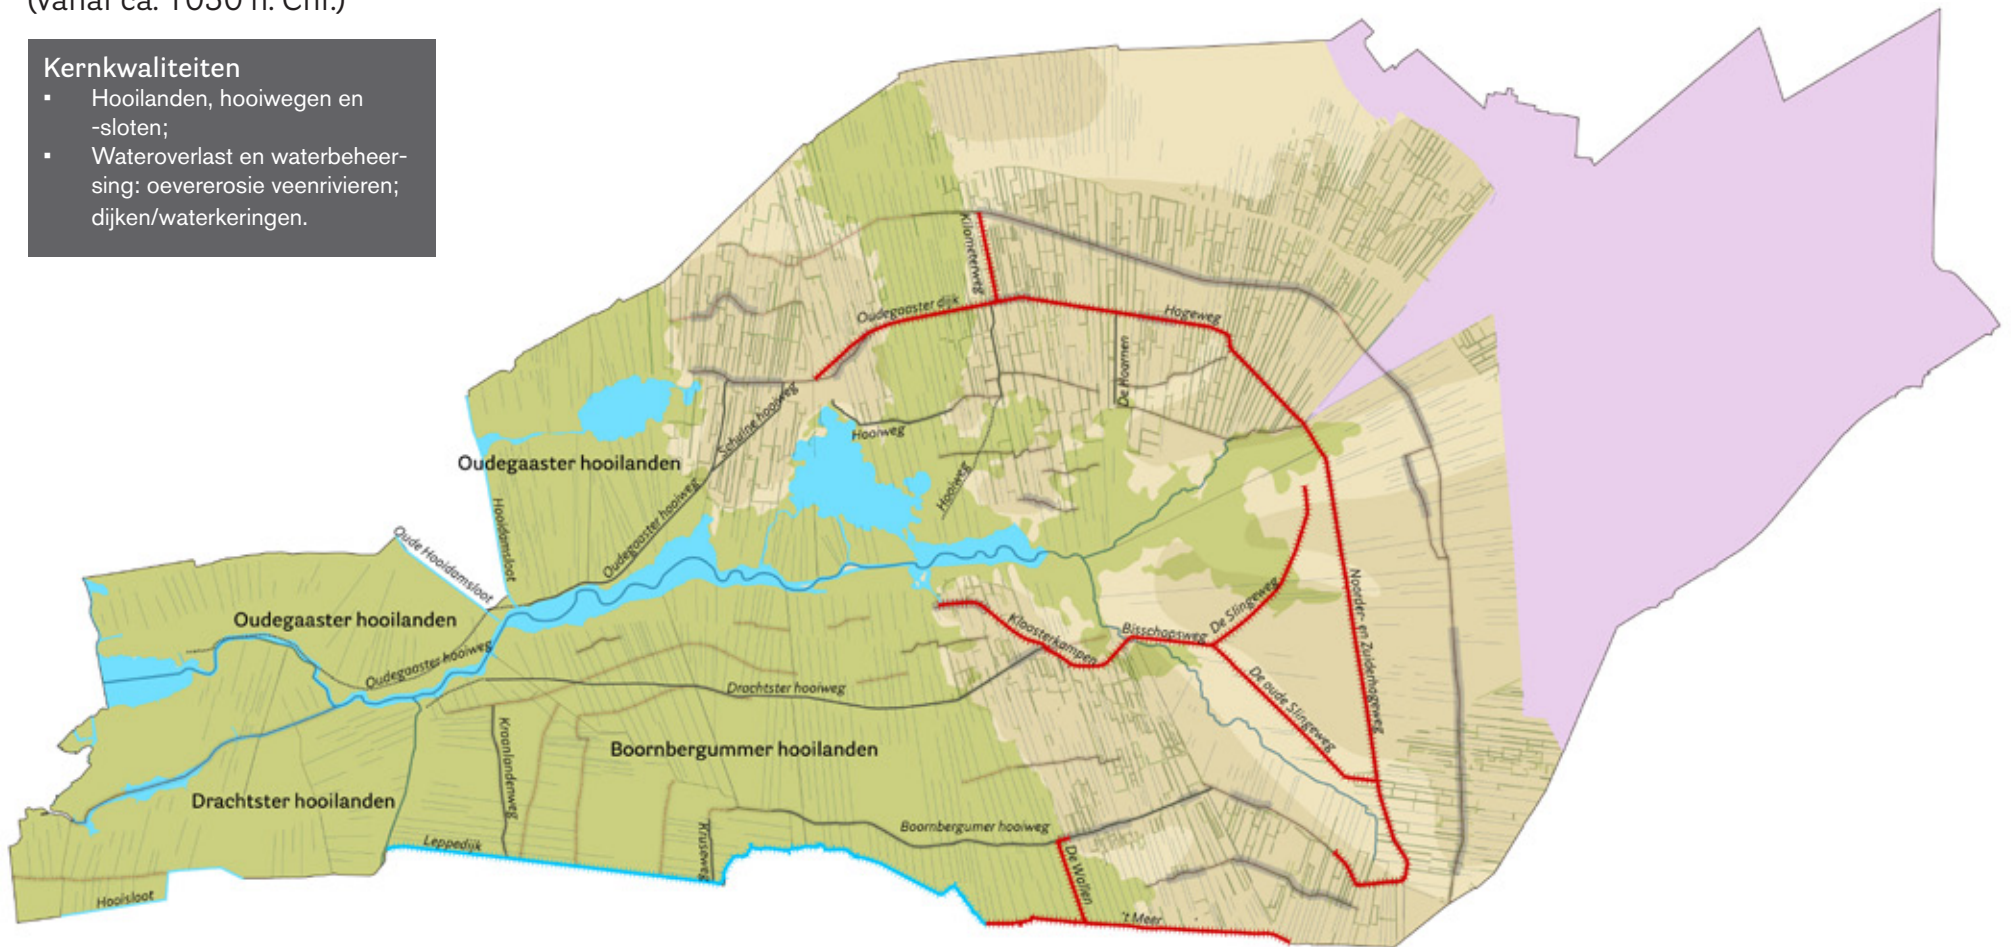 (vanaf ca. 1050 n. Chr.)
Kernkwaliteiten
▪ Hooilanden, hooiwegen en
-sloten;
▪ Wateroverlast en waterbeheer-
sing: oevererosie veenrivieren;
dijken/waterkeringen.
Kilometerweg
Oudegaaster dijk
Hogeweg
De Hoarnen
Schuine hooiweg
Hooiweg
Oudegaaster hooilanden
Hooiweg
Hooidamsloot
Oudegaaster hooiweg
Oude Hooidamsloot
Noorder- en Zuiderhogeweg
De Slingeweg
Oudegaaster hooilanden
Kloosterkampen
Bisschopsweg
Oudegaaster hooiweg
De oude Slingeweg
Drachtster hooiweg
Kraanlandenweg
Boornbergummer hooilanden
Drachtster hooilanden
Boornbergumer hooiweg
Krusweg
Leppedijk
De Wallen
Hooisloot
't Meer